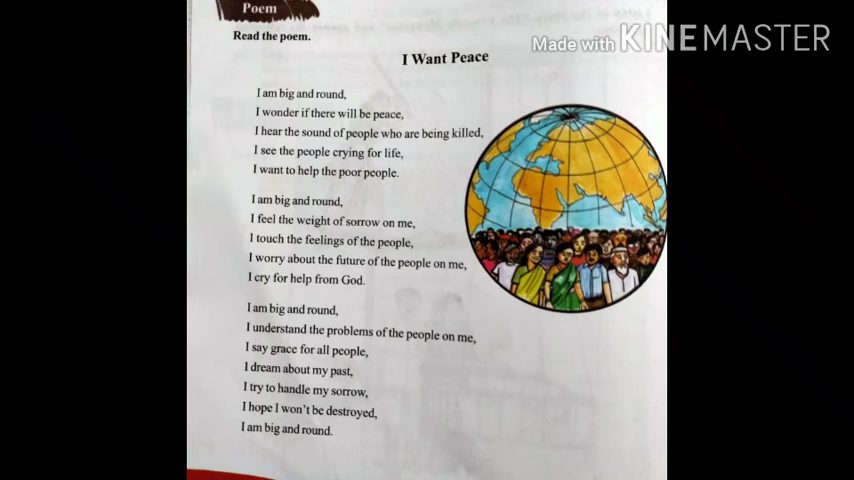 Poem
Made with KINEMASTER
Read the poem.
I Want Peace
I am big and round,
I wonder if there will be peace,
I hear the sound of people who are being killed,
I see the people crying for life,
I want to help the poor people.
I am big and round,
I feel the weight of sorrow on me,
I touch the feelings of the people,
I worry about the future of the people on me,
I cry for help from God.
I am big and round,
I understand the problems of the people on me,
I say grace for all people,
I dream about my past,
I try to handle my sorrow,
I hope I won't be destroyed,
I am big and round.